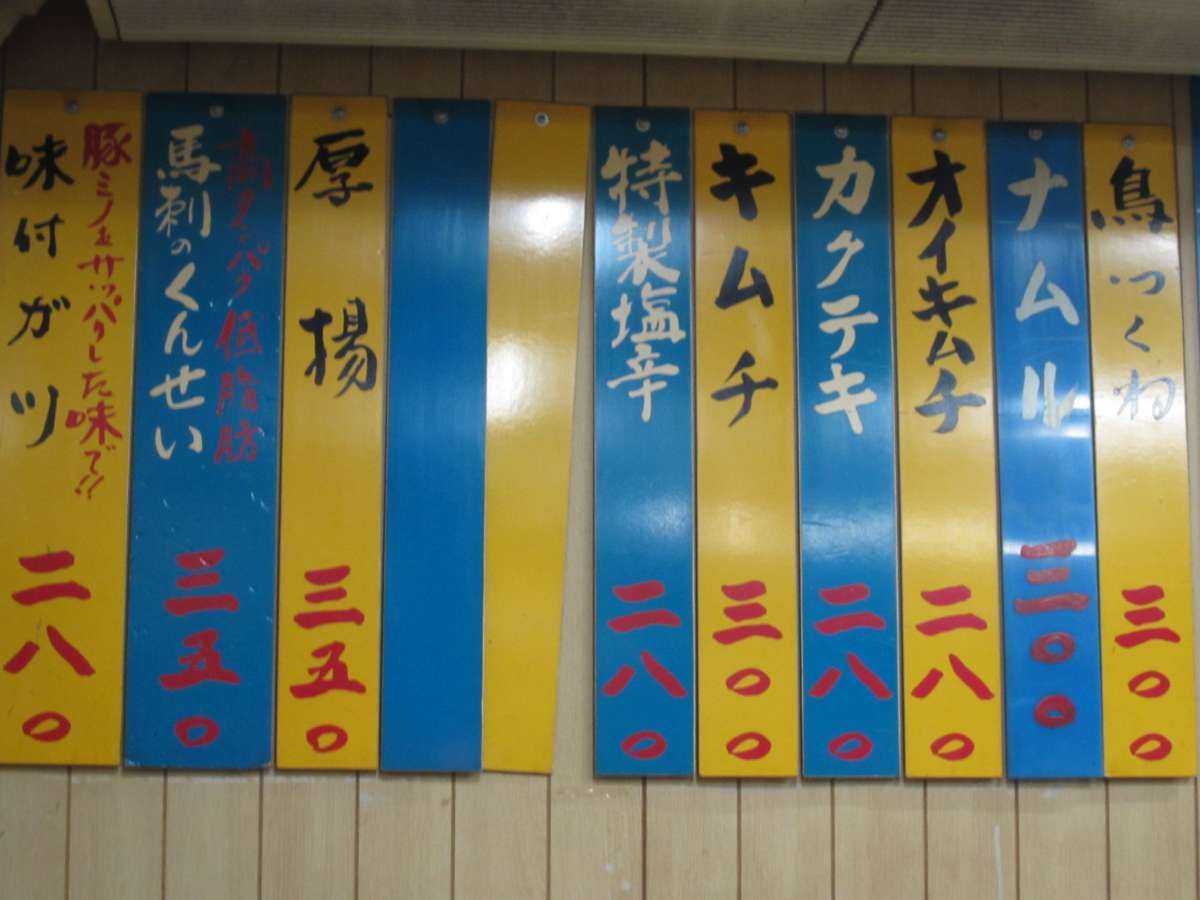 鳥つくね
三〇〇
ナムル
三〇〇
オイキムチ
二八〇
カクテキ
二八〇
キムチ
三〇〇
特製塩辛
二八〇
厚揚
三五〇
高タンパク低脂肪
馬刺のくんせい
三五〇
豚ミノをサッパリした味で!!
味付ガツ
二八〇